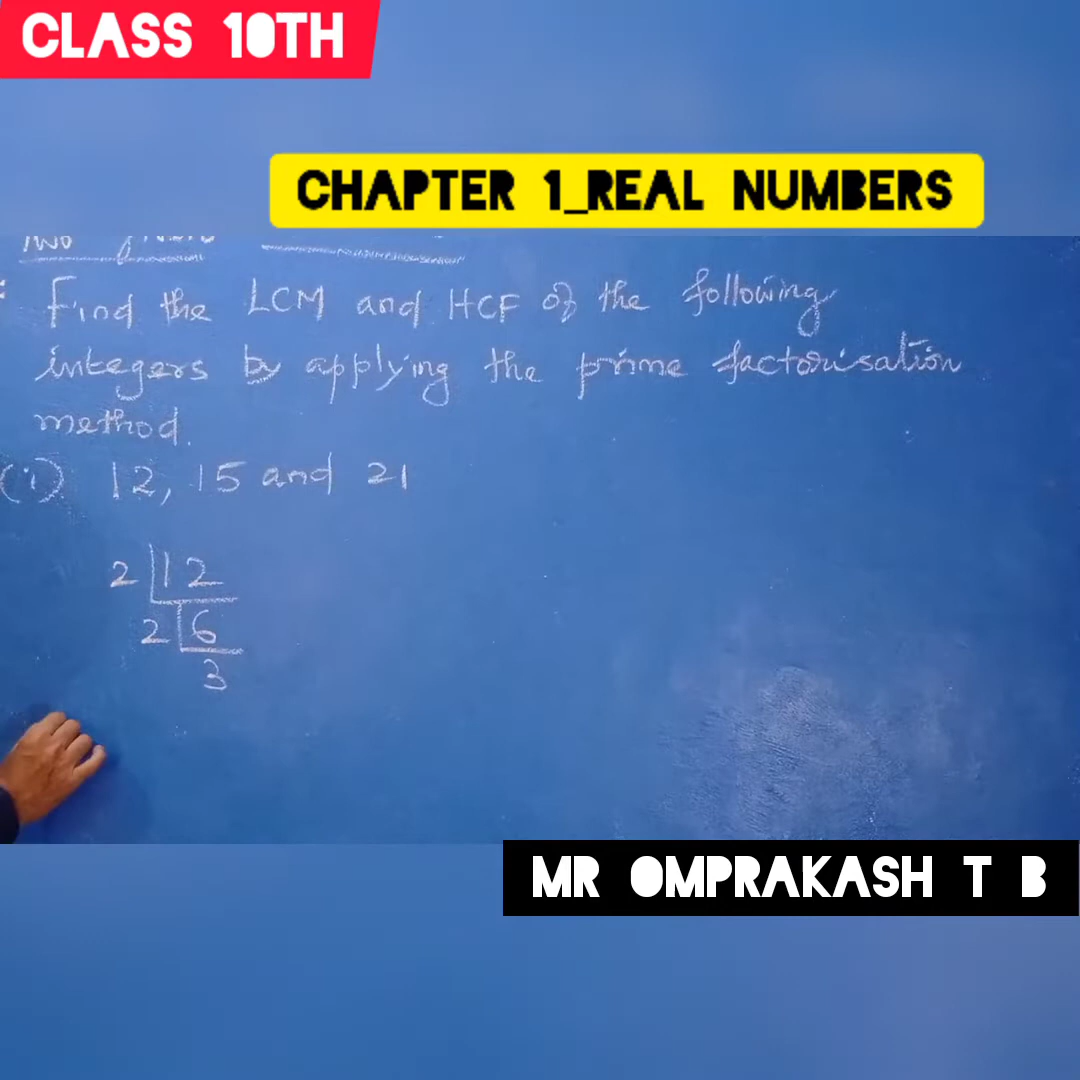 CLASS 10TH
CHAPTER 1_REAL NUMBERS
Find the LCM and HCF of the following
integers by applying the prime factorisation
method.
(i) 12, 15 and 21
2 12
2 6
3
MR OMPRAKASH T B